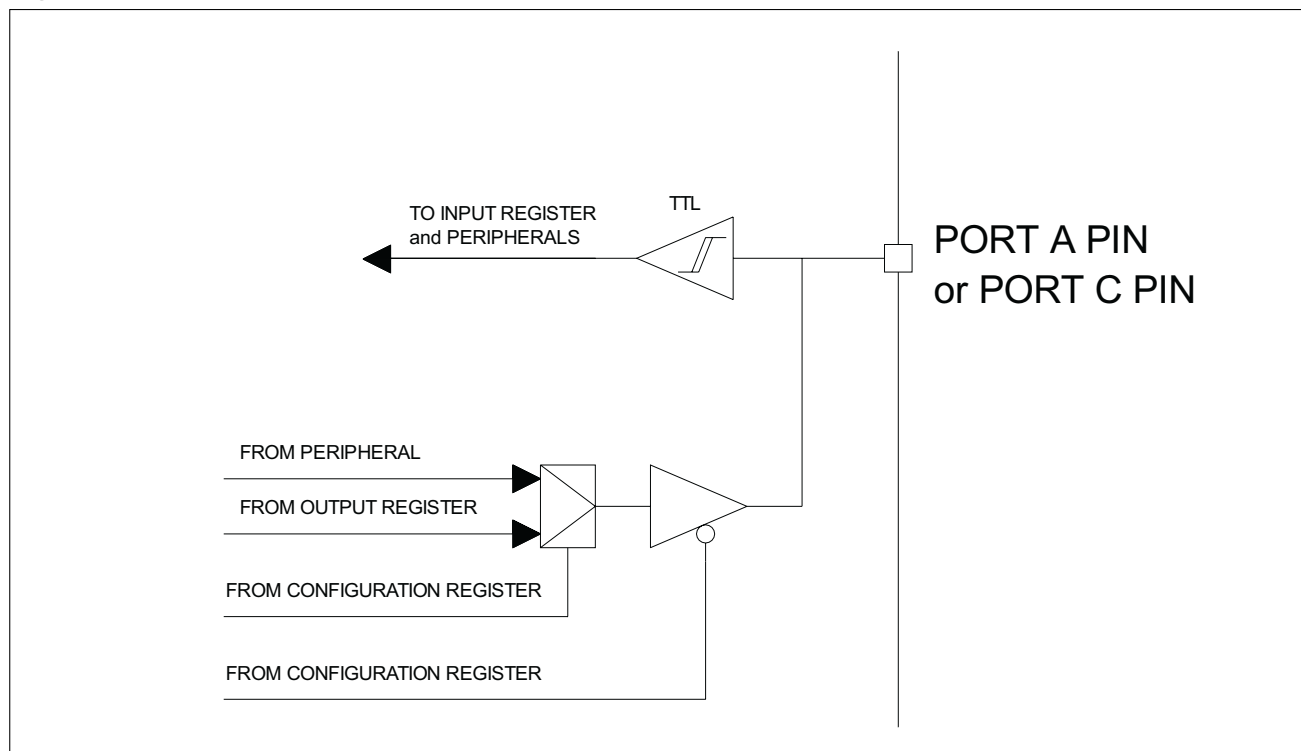 TTL
TO INPUT REGISTER
and PERIPHERALS
PORT A PIN
or PORT C PIN
FROM PERIPHERAL
FROM OUTPUT REGISTER
FROM CONFIGURATION REGISTER
FROM CONFIGURATION REGISTER